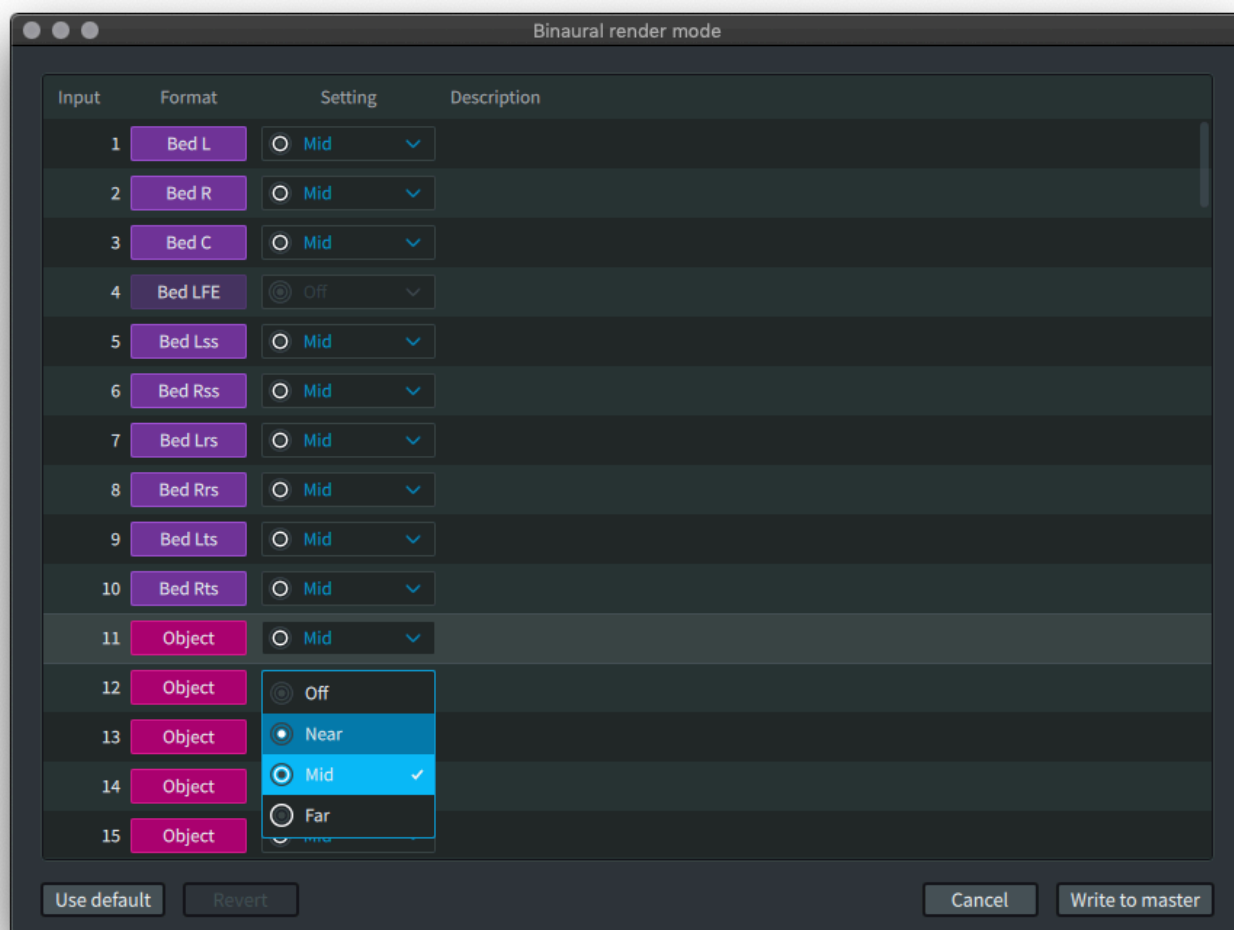 Binaural render mode
Input Format Setting Description
1 Bed L Mid
2 Bed R Mid
3 Bed C Mid
4 Bed LFE Off
5 Bed Lss Mid
6 Bed Rss Mid
7 Bed Lrs Mid
8 Bed Rrs Mid
9 Bed Lts Mid
10 Bed Rts Mid
11 Object Mid
12 Object Off
13 Object Near
14 Object Mid
Far
15 Object Mid
Use default Revert Cancel Write to master